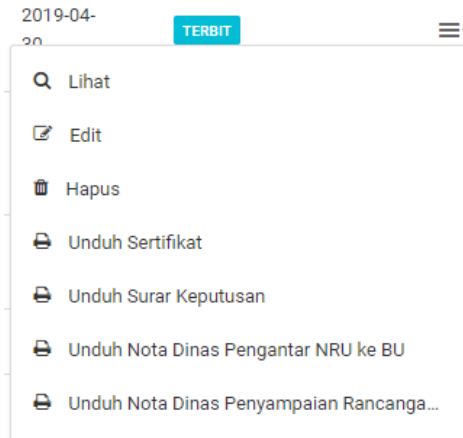 2019-04-
30
TERBIT
Lihat
Edit
Hapus
Unduh Sertifikat
Unduh Surar Keputusan
Unduh Nota Dinas Pengantar NRU ke BU
Unduh Nota Dinas Penyampaian Rancanga...